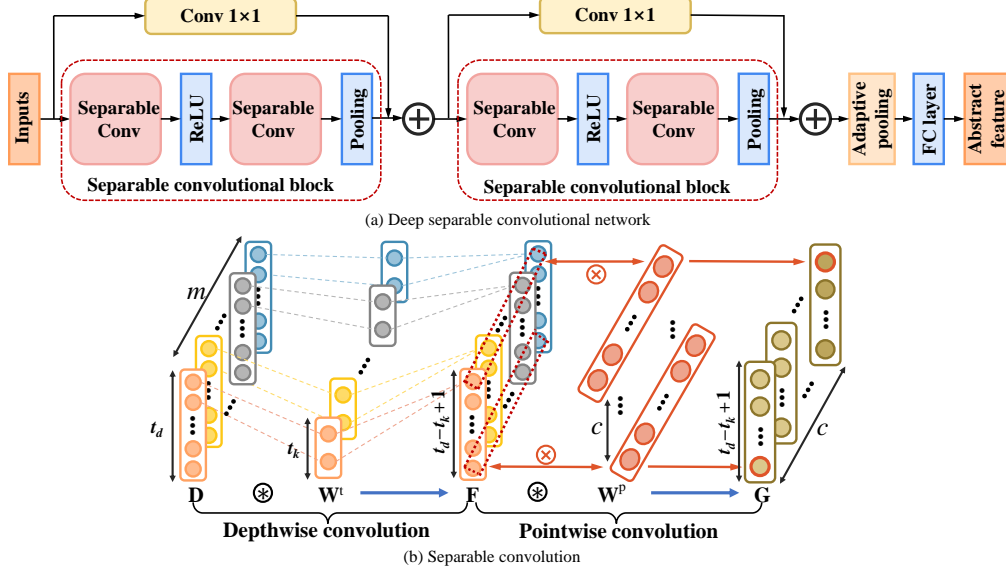 Conv 1×1
Conv 1×1
Inputs
Separable
Conv
ReLU
Separable
Conv
Pooling
Separable convolutional block
Separable
Conv
ReLU
Separable
Conv
Pooling
Separable convolutional block
Adaptive
pooling
FC layer
Abstract
feature
(a) Deep separable convolutional network
m
t_d
t_k
t_d−t_k+1
c
t_d−t_k+1
c
D
W^t
F
W^p
G
Depthwise convolution
Pointwise convolution
(b) Separable convolution